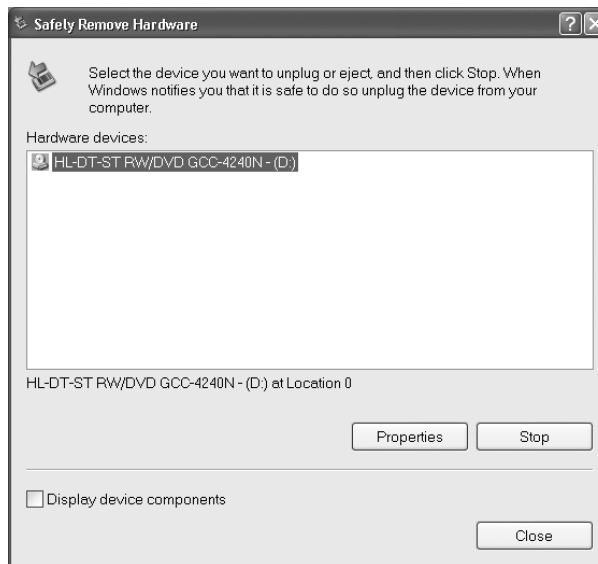 Safely Remove Hardware
Select the device you want to unplug or eject, and then click Stop. When
Windows notifies you that it is safe to do so unplug the device from your
computer.
Hardware devices:
HL-DT-ST RW/DVD GCC-4240N - (D:)
HL-DT-ST RW/DVD GCC-4240N - (D:) at Location 0
Properties
Stop
Display device components
Close